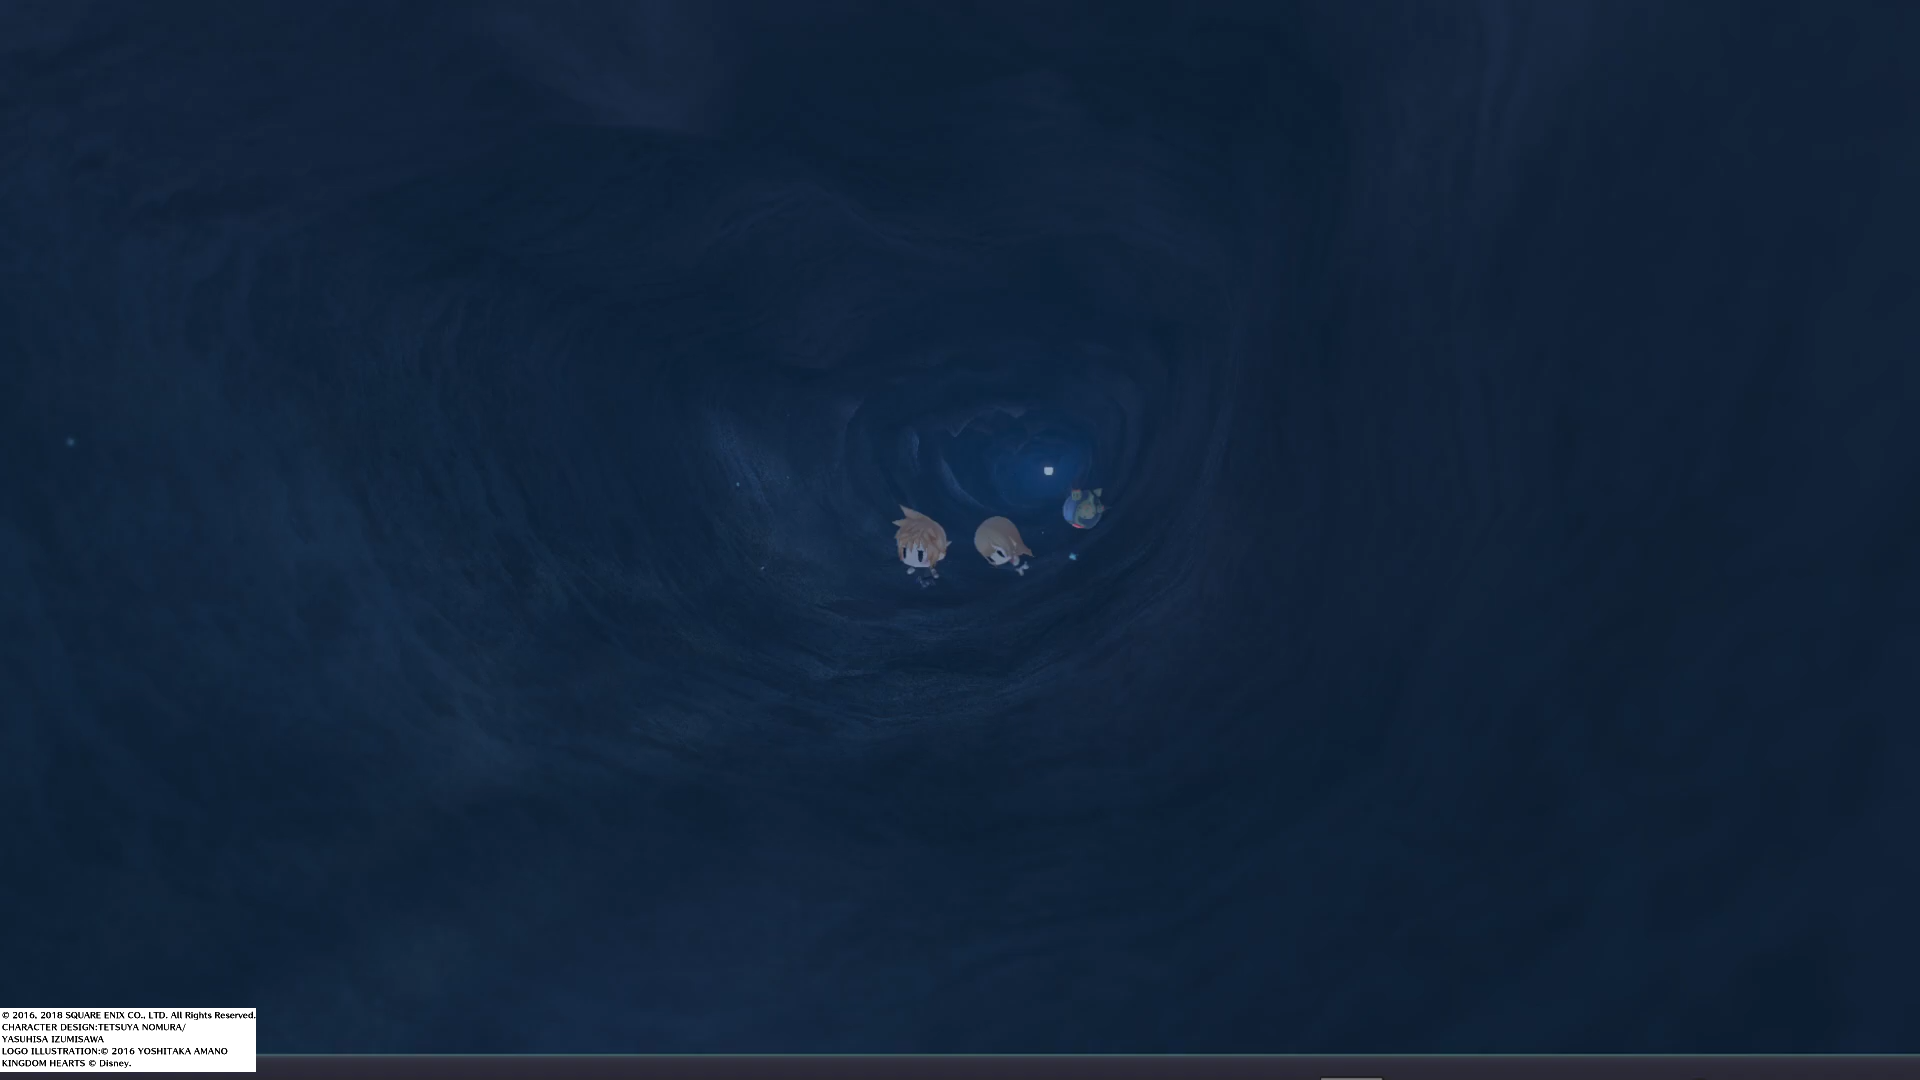 © 2016, 2018 SQUARE ENIX CO., LTD. All Rights Reserved.
CHARACTER DESIGN:TETSUYA NOMURA/
YASUHISA IZUMISAWA
LOGO ILLUSTRATION:© 2016 YOSHITAKA AMANO
KINGDOM HEARTS © Disney.